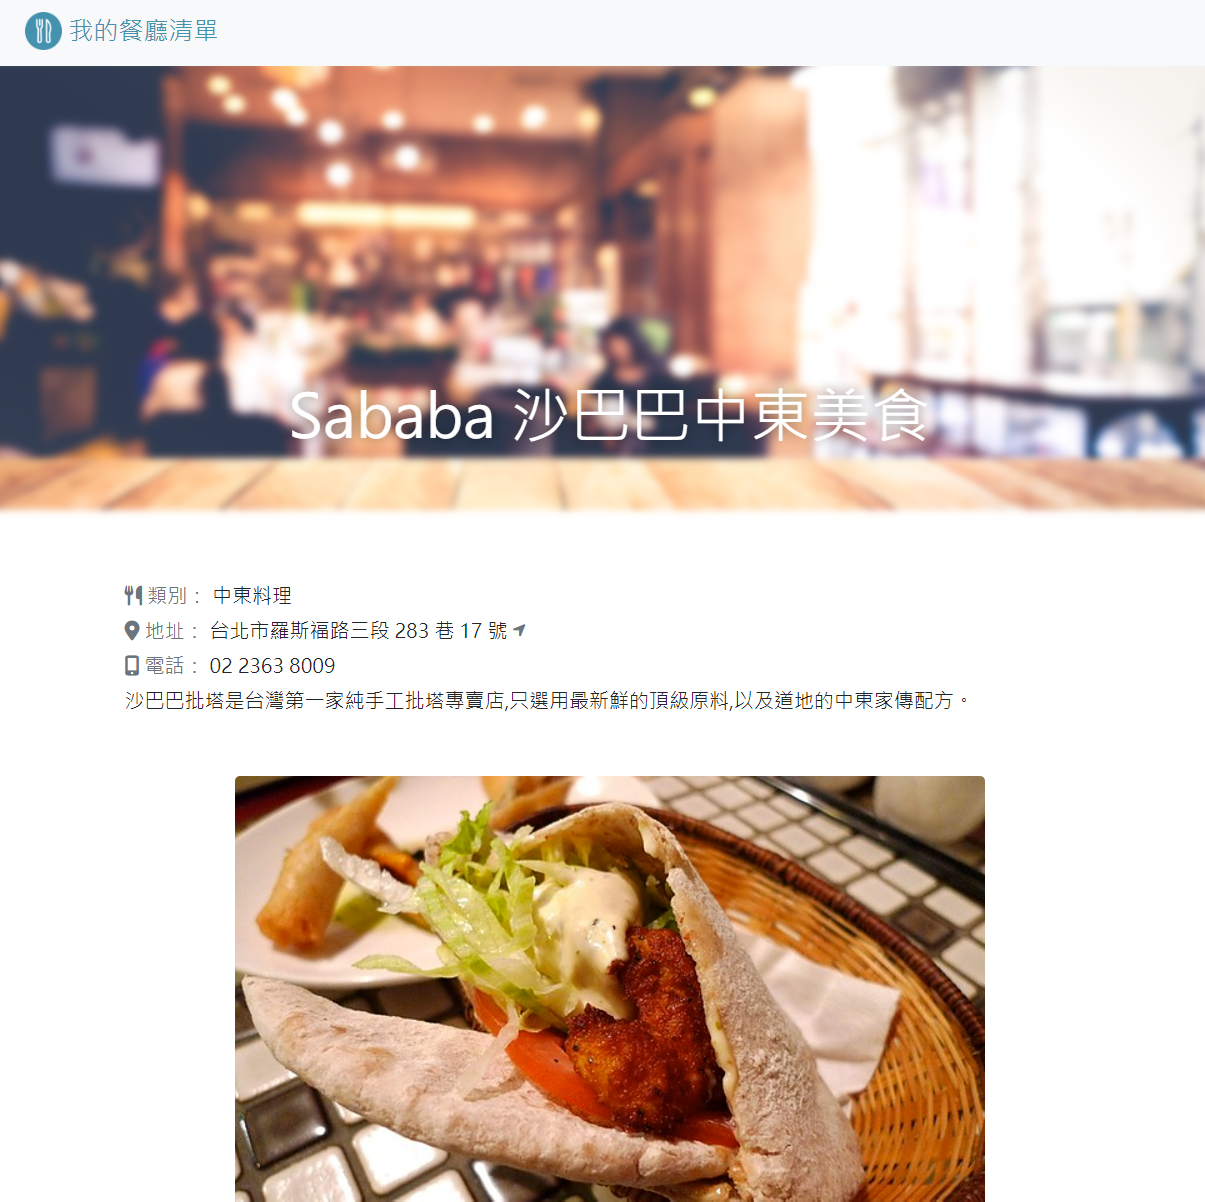 我的餐廳清單
Sababa 沙巴巴中東美食
類別： 中東料理
地址： 台北市羅斯福路三段 283 巷 17 號
電話： 02 2363 8009
沙巴巴批塔是台灣第一家純手工批塔專賣店,只選用最新鮮的頂級原料,以及道地的中東家傳配方。